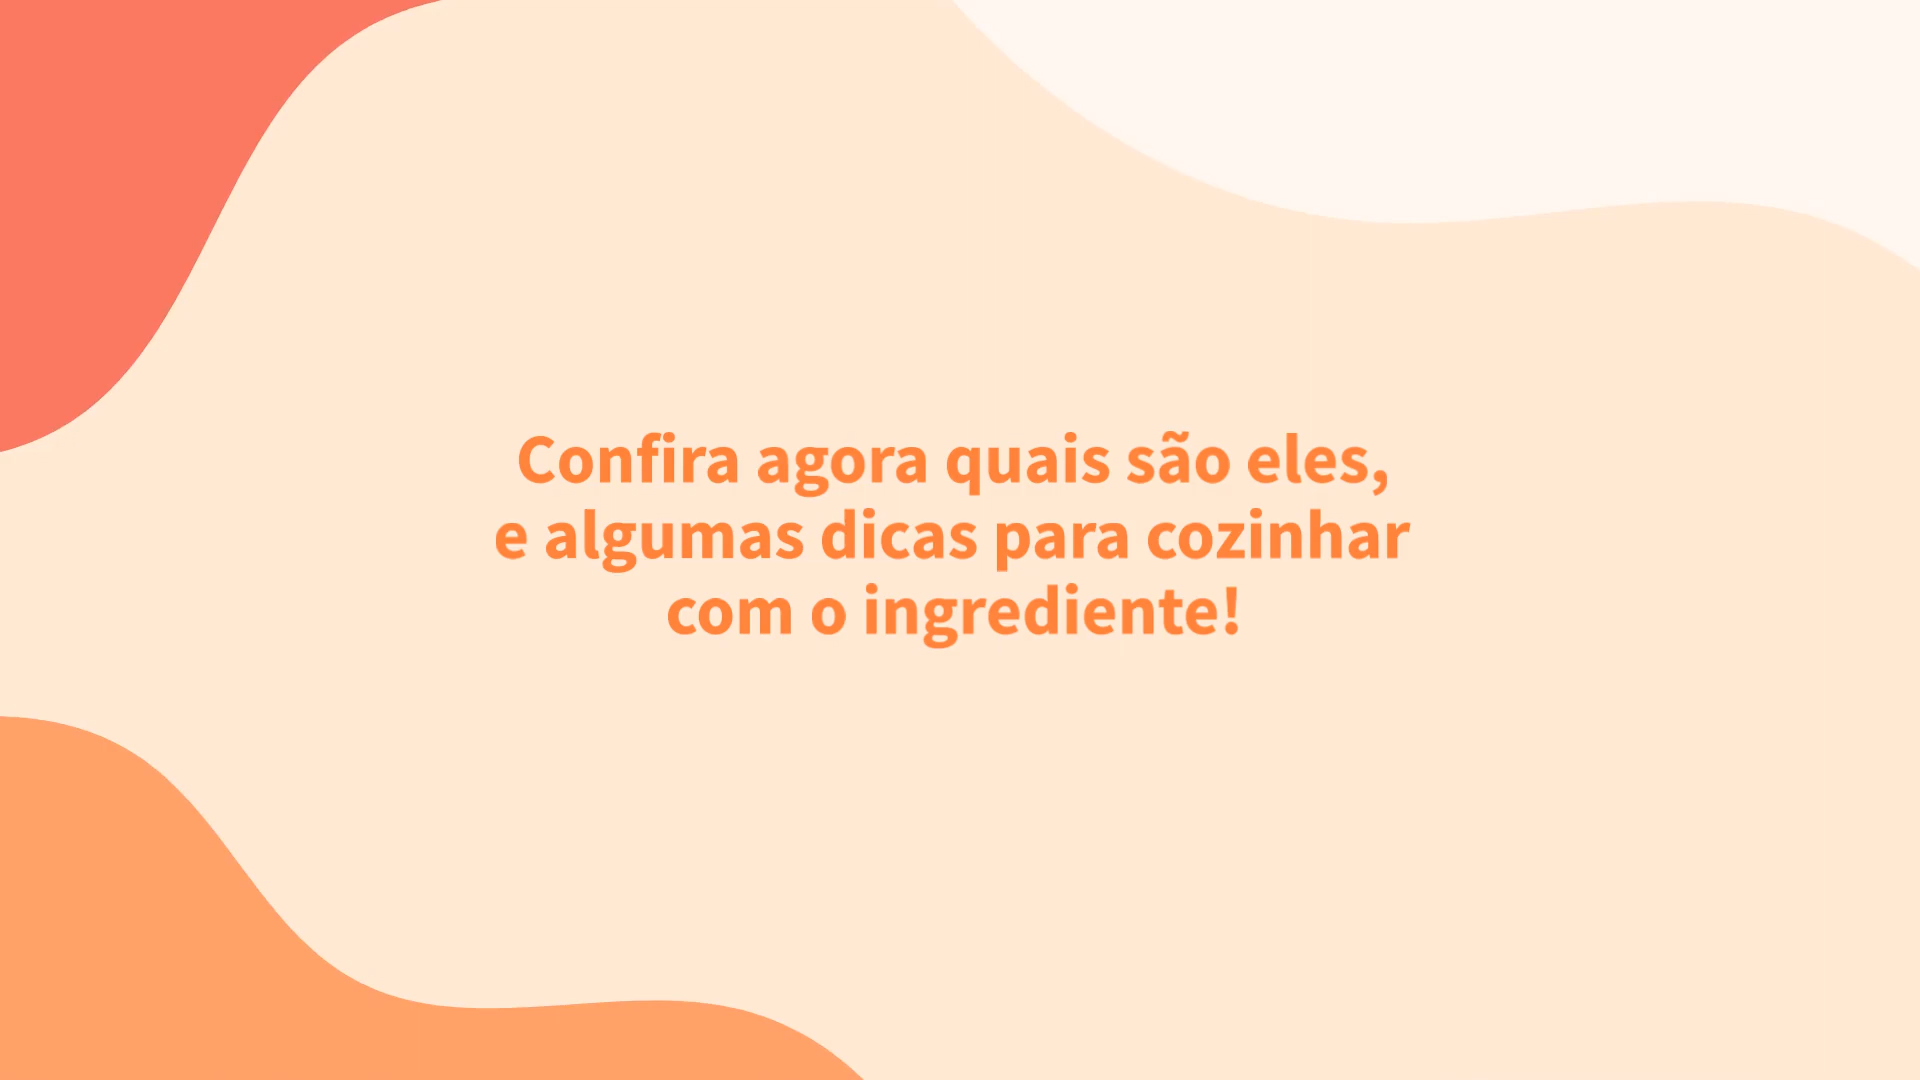 Confira agora quais são eles,
e algumas dicas para cozinhar
com o ingrediente!